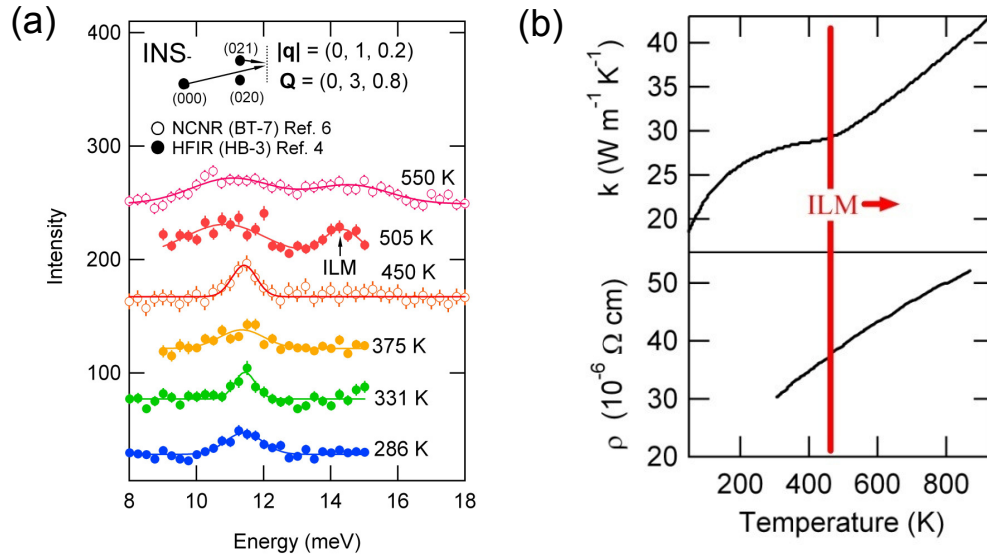 (a)
400
300
200
100
Intensity
INS-
(021)
(000)
(020)
|q| = (0, 1, 0.2)
Q = (0, 3, 0.8)
NCNR (BT-7) Ref. 6
HFIR (HB-3) Ref. 4
550 K
505 K
ILM
450 K
375 K
331 K
286 K
8 10 12 14 16 18
Energy (meV)
(b)
40
35
30
25
20
k (W m⁻¹ K⁻¹)
ILM
50
40
30
20
ρ (10⁻⁶ Ω cm)
200 400 600 800
Temperature (K)